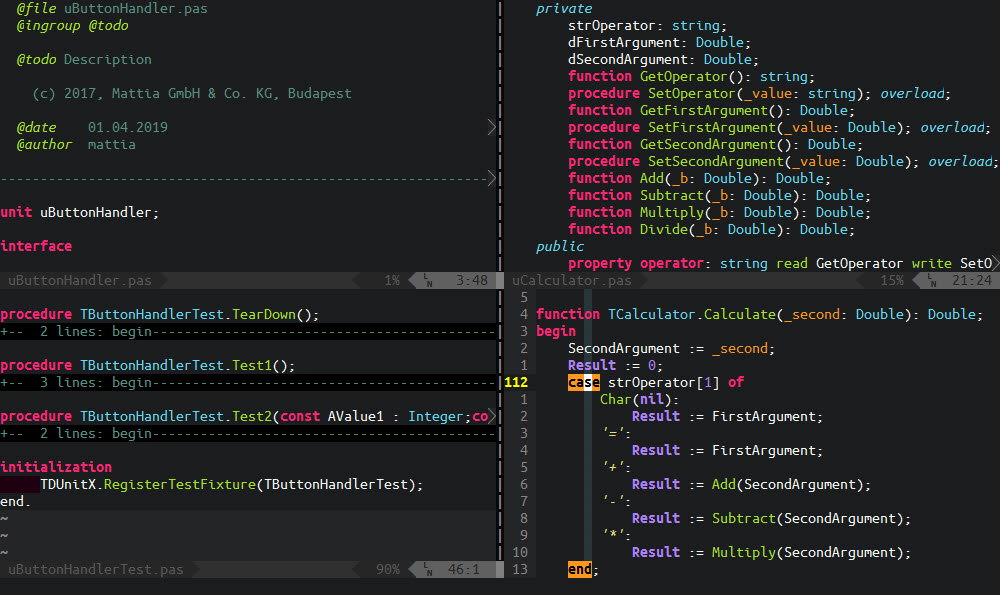 @file uButtonHandler.pas
@ingroup @todo
@todo Description
(c) 2017, Mattia GmbH & Co. KG, Budapest
@date 01.04.2019
@author mattia
------------------------------------------------------------->
unit uButtonHandler;
interface
uButtonHandler.pas 1% LN 3:48
private
strOperator: string;
dFirstArgument: Double;
dSecondArgument: Double;
function GetOperator(): string;
procedure SetOperator(_value: string); overload;
function GetFirstArgument(): Double;
procedure SetFirstArgument(_value: Double); overload;
function GetSecondArgument(): Double;
procedure SetSecondArgument(_value: Double); overload;
function Add(_b: Double): Double;
function Subtract(_b: Double): Double;
function Multiply(_b: Double): Double;
function Divide(_b: Double): Double;
public
property operator: string read GetOperator write SetO
uCalculator.pas 15% LN 21:24
procedure TButtonHandlerTest.TearDown();
+-- 2 lines: begin-------------------------------------------
procedure TButtonHandlerTest.Test1();
+-- 3 lines: begin-------------------------------------------
procedure TButtonHandlerTest.Test2(const AValue1 : Integer;co
+-- 2 lines: begin-------------------------------------------
initialization
TDUnitX.RegisterTestFixture(TButtonHandlerTest);
end.
~
~
~
uButtonHandlerTest.pas 90% LN 46:1
5
4 function TCalculator.Calculate(_second: Double): Double;
3 begin
2 SecondArgument := _second;
1 Result := 0;
112 case strOperator[1] of
1 Char(nil):
2 Result := FirstArgument;
3 '=':
4 Result := FirstArgument;
5 '+':
6 Result := Add(SecondArgument);
7 '-':
8 Result := Subtract(SecondArgument);
9 '*':
10 Result := Multiply(SecondArgument);
13 end;